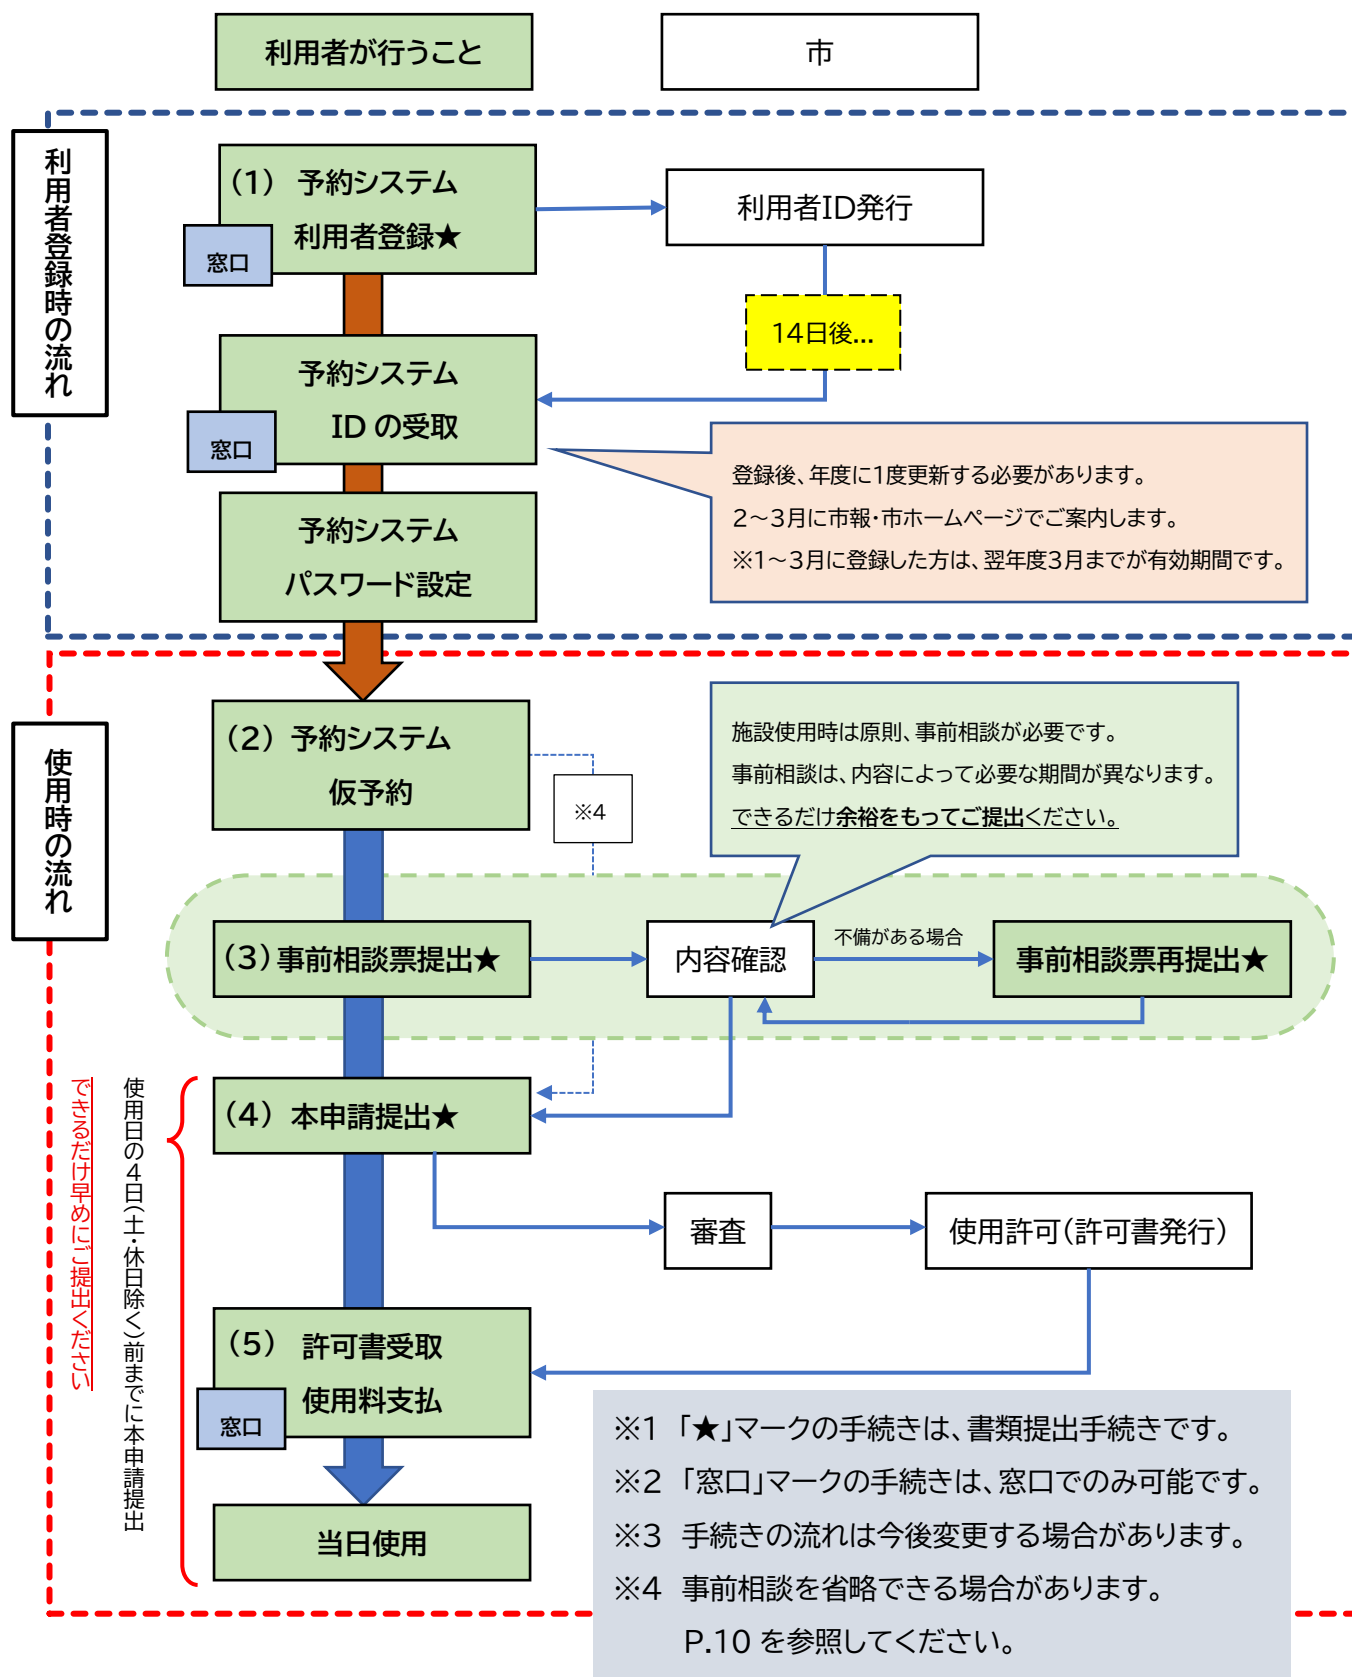 利用者が行うこと
市
利用者登録時の流れ
(1) 予約システム
利用者登録★
窓口
利用者ID発行
14日後...
予約システム
ID の受取
窓口
登録後、年度に1度更新する必要があります。
2～3月に市報・市ホームページでご案内します。
※1～3月に登録した方は、翌年度3月までが有効期間です。
予約システム
パスワード設定
使用時の流れ
(2) 予約システム
仮予約
※4
施設使用時は原則、事前相談が必要です。
事前相談は、内容によって必要な期間が異なります。
できるだけ余裕をもってご提出ください。
(3) 事前相談票提出★
内容確認
不備がある場合
事前相談票再提出★
(4) 本申請提出★
使用日の4日(土・休日除く)前までに本申請提出
できるだけ早めにご提出ください
審査
使用許可(許可書発行)
(5) 許可書受取
使用料支払
窓口
当日使用
※1 「★」マークの手続きは、書類提出手続きです。
※2 「窓口」マークの手続きは、窓口でのみ可能です。
※3 手続きの流れは今後変更する場合があります。
※4 事前相談を省略できる場合があります。
P.10 を参照してください。